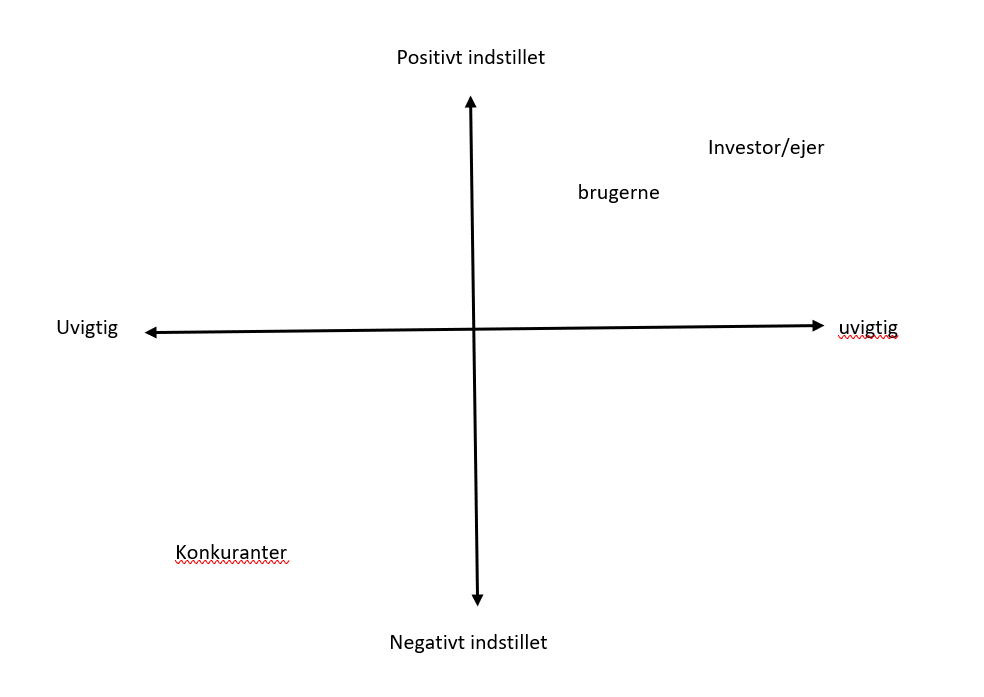 Positivt indstillet
Investor/ejer
brugerne
Uvigtig
uvigtig
Konkuranter
Negativt indstillet